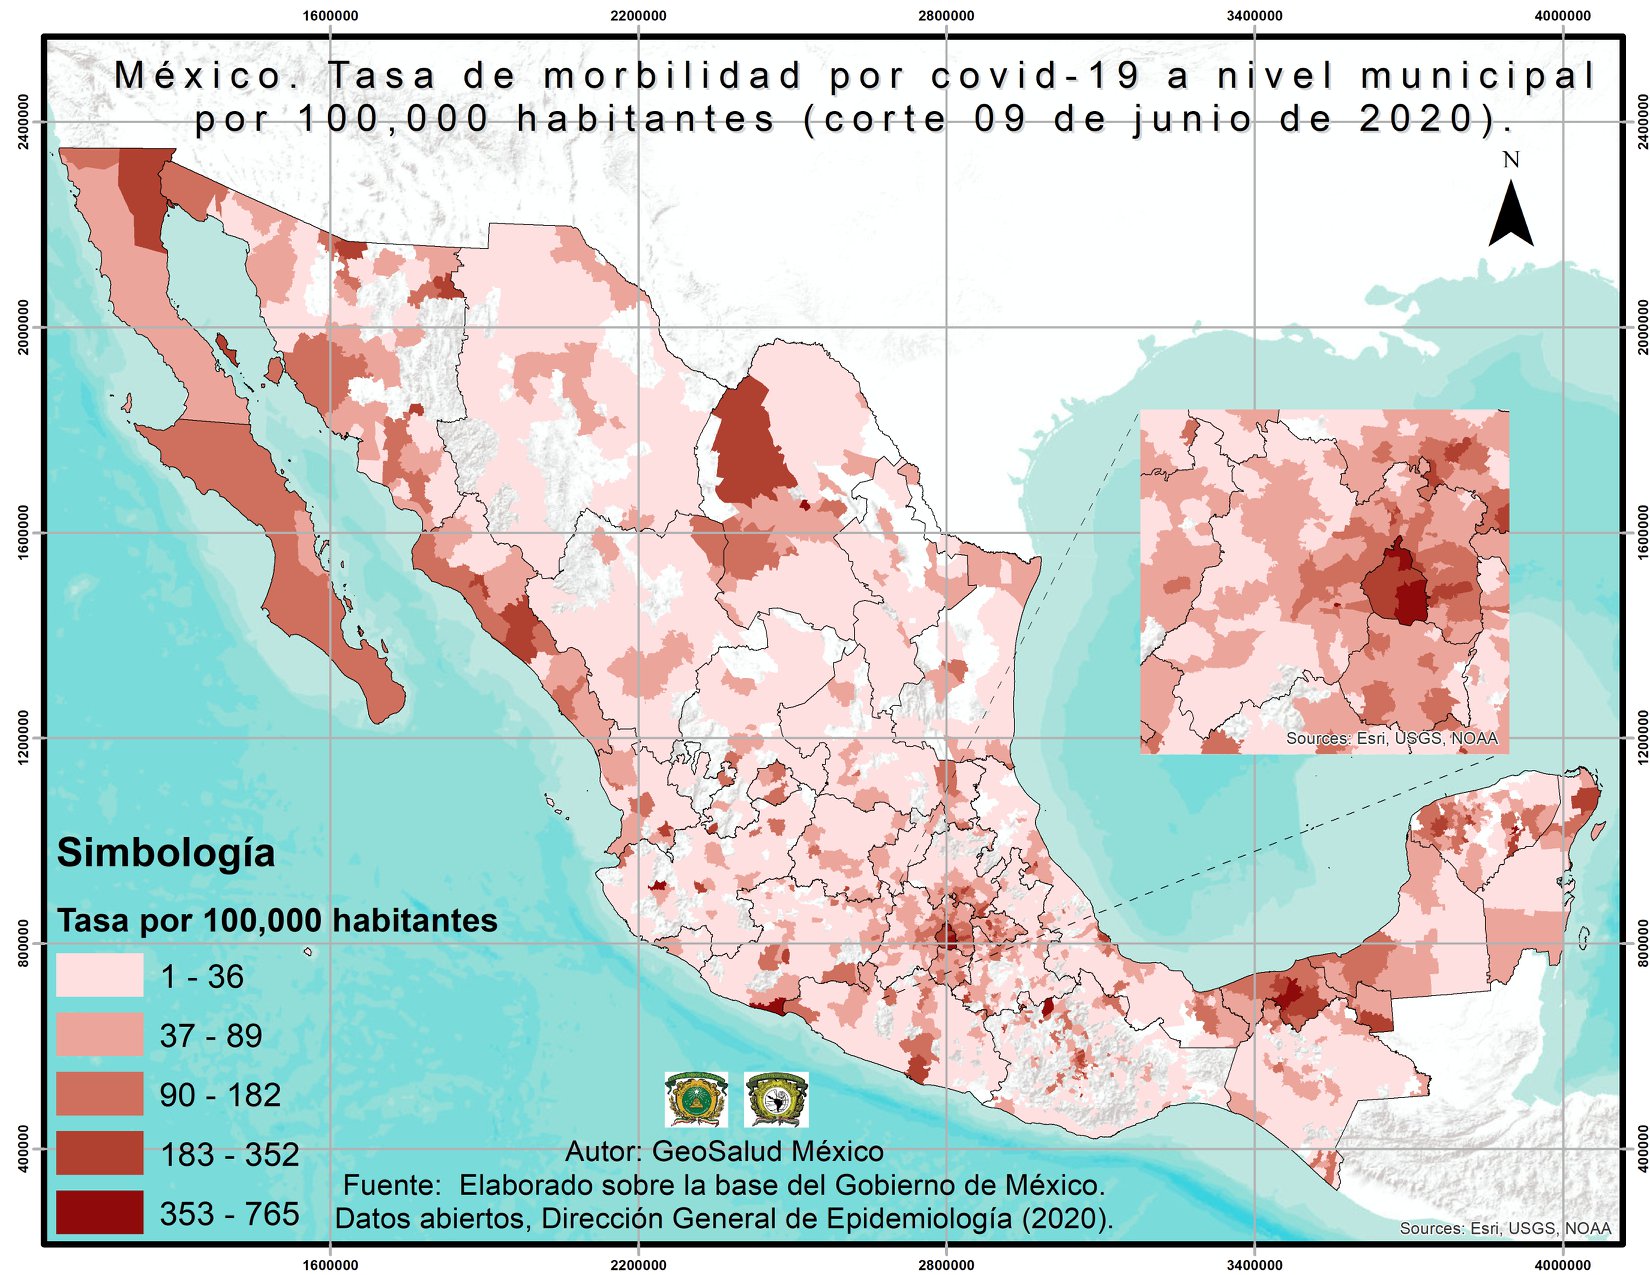 1600000 2200000 2800000 3400000 4000000
México. Tasa de morbilidad por covid-19 a nivel municipal
por 100,000 habitantes (corte 09 de junio de 2020).
N
2400000 2400000
2000000 2000000
1600000 1600000
1200000 1200000
800000 800000
400000 400000
Sources: Esri, USGS, NOAA
Simbología
Tasa por 100,000 habitantes
1 - 36
37 - 89
90 - 182
183 - 352
353 - 765
Autor: GeoSalud México
Fuente: Elaborado sobre la base del Gobierno de México.
Datos abiertos, Dirección General de Epidemiología (2020).
Sources: Esri, USGS, NOAA
1600000 2200000 2800000 3400000 4000000